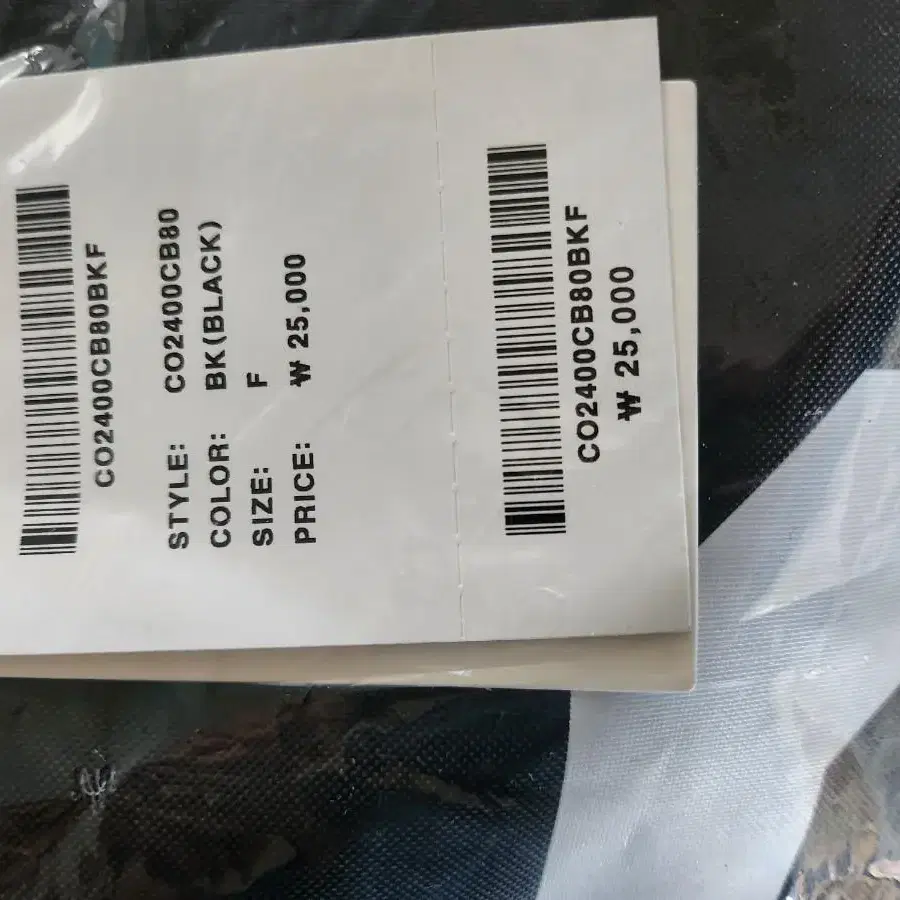 CO2400CB80BKF
STYLE: CO2400CB80
COLOR: BK(BLACK)
SIZE: F
PRICE: ₩ 25,000
CO2400CB80BKF
₩ 25,000